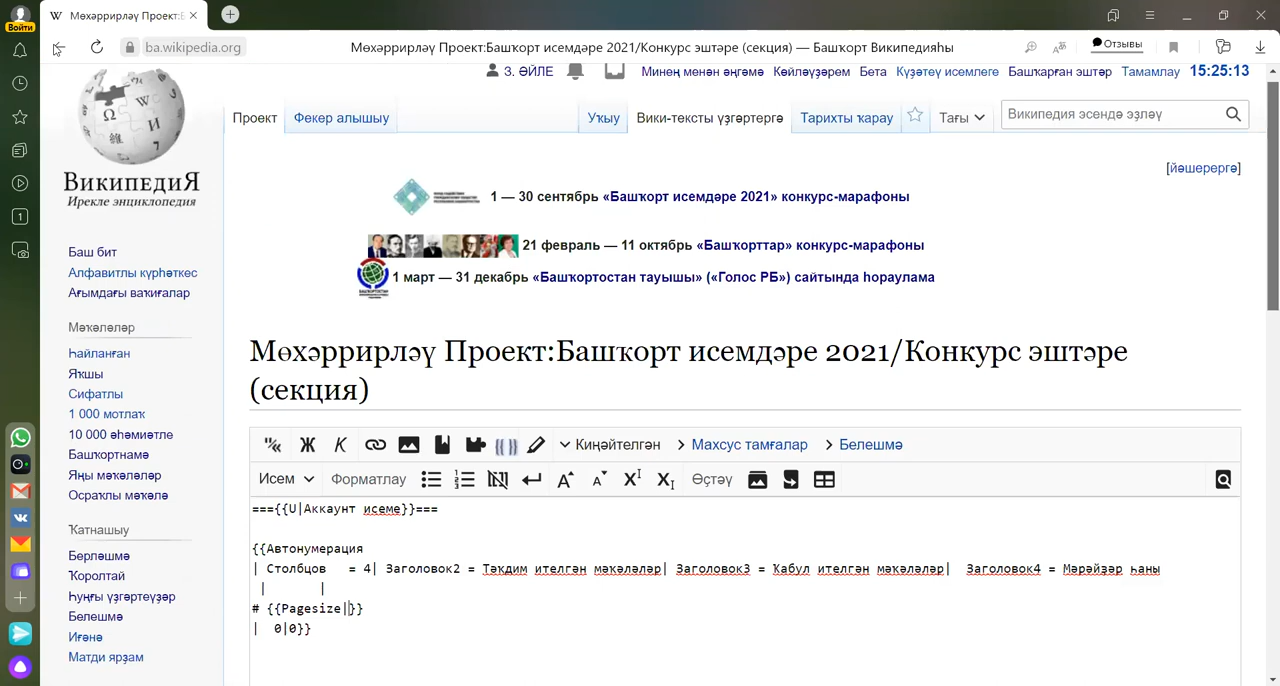 Войти
Мөхәррирләү Проект:Б
ba.wikipedia.org
Мөхәррирләү Проект:Башҡорт исемдәре 2021/Конкурс эштәре (секция) — Башҡорт Википедияһы
Отзывы
З. ӘЙЛЕ
Минең менән әңгәмә
Көйләүҙәрем
Бета
Күҙәтеү исемлеге
Башҡарған эштәр
Тамамлау
15:25:13
Проект
Фекер алышыу
Уҡыу
Вики-тексты үҙгәртергә
Тарихты ҡарау
Тағы
Википедия эсендә эҙләү
ВикипедиЯ
Ирекле энциклопедия
[йәшерергә]
1 — 30 сентябрь «Башҡорт исемдәре 2021» конкурс-марафоны
21 февраль — 11 октябрь «Башҡорттар» конкурс-марафоны
1 март — 31 декабрь «Башҡортостан тауышы» («Голос РБ») сайтында һораулама
Баш бит
Алфавитлы күрһәткес
Ағымдағы ваҡиғалар
Мәҡәләләр
Һайланған
Яҡшы
Сифатлы
1 000 мотлаҡ
10 000 әһәмиәтле
Башҡортнамә
Яңы мәҡәләләр
Осраҡлы мәҡәлә
Ҡатнашыу
Берләшмә
Ҡоролтай
Һуңғы үҙгәртеүҙәр
Белешмә
Иғәнә
Матди ярҙам
Мөхәррирләү Проект:Башҡорт исемдәре 2021/Конкурс эштәре
(секция)
Ж
К
Киңәйтелгән
Махсус тамғалар
Белешмә
Исем
Форматлау
Өҫтәү
==={{U|Аккаунт исеме}}===
{{Автонумерация
| Столбцов = 4| Заголовок2 = Тәҡдим ителгән мәҡәләләр| Заголовок3 = Ҡабул ителгән мәҡәләләр| Заголовок4 = Мәрәйҙәр һаны
| |
# {{Pagesize|}}
| 0|0}}